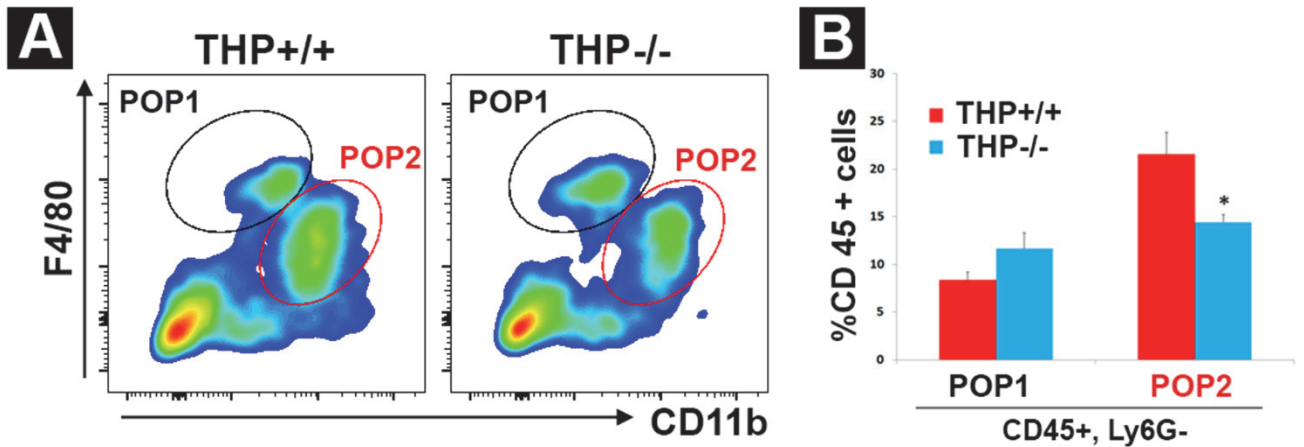 A
THP+/+
THP-/-
POP1
POP2
POP1
POP2
F4/80
CD11b
B
30
25
20
15
10
5
0
%CD 45 + cells
THP+/+
THP-/-
*
POP1
POP2
CD45+, Ly6G-